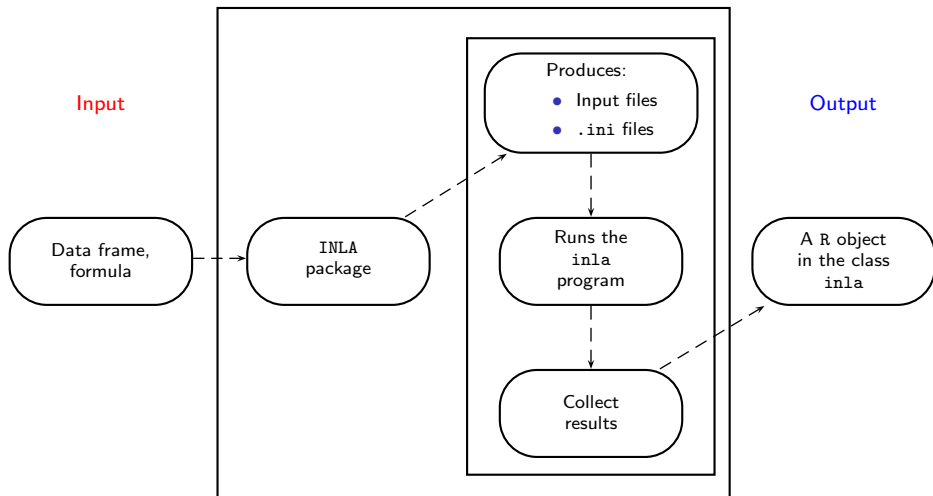 Input
Data frame,
formula
INLA
package
Produces:
Input files
.ini files
Runs the
inla
program
Collect
results
Output
A R object
in the class
inla